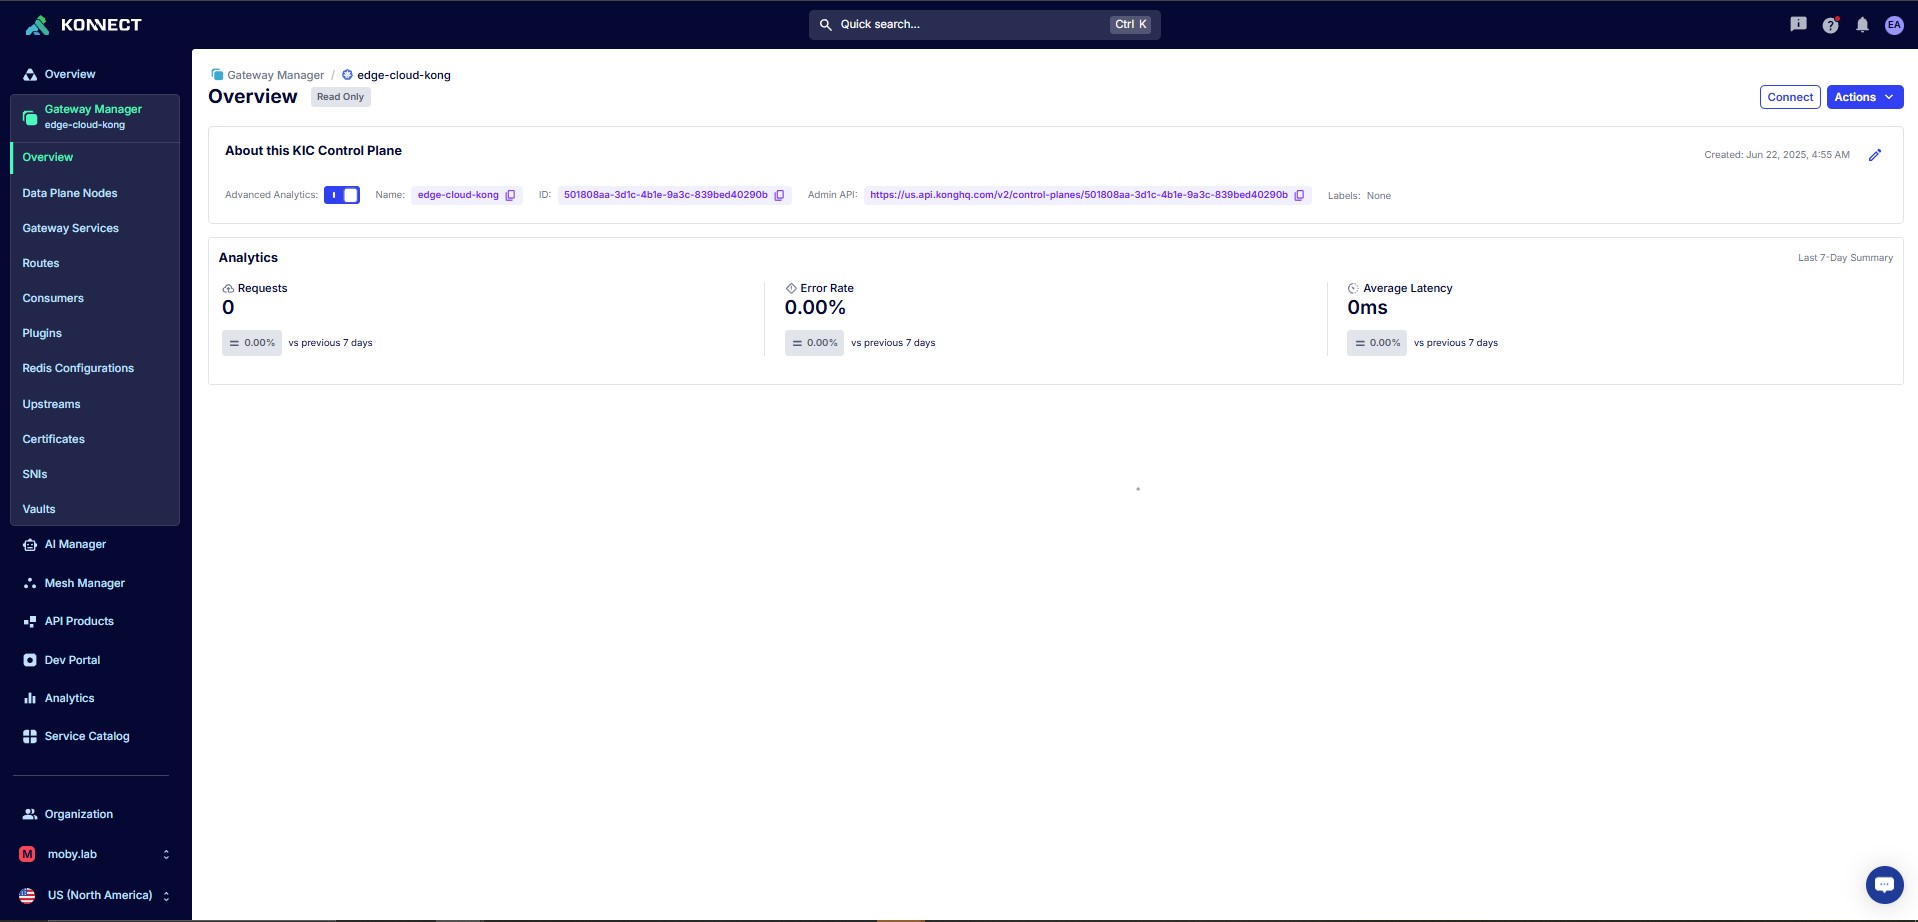 KONNECT
Quick search...
Ctrl K
EA
Overview
Gateway Manager
edge-cloud-kong
Overview
Data Plane Nodes
Gateway Services
Routes
Consumers
Plugins
Redis Configurations
Upstreams
Certificates
SNIs
Vaults
AI Manager
Mesh Manager
API Products
Dev Portal
Analytics
Service Catalog
Organization
M moby.lab
US (North America)
Gateway Manager / edge-cloud-kong
Overview Read Only
Connect
Actions
About this KIC Control Plane
Created: Jun 22, 2025, 4:55 AM
Advanced Analytics: Name: edge-cloud-kong ID: 501808aa-3d1c-4b1e-9a3c-839bed40290b Admin API: https://us.api.konghq.com/v2/control-planes/501808aa-3d1c-4b1e-9a3c-839bed40290b Labels: None
Analytics
Last 7-Day Summary
Requests
0
0.00% vs previous 7 days
Error Rate
0.00%
0.00% vs previous 7 days
Average Latency
0ms
0.00% vs previous 7 days